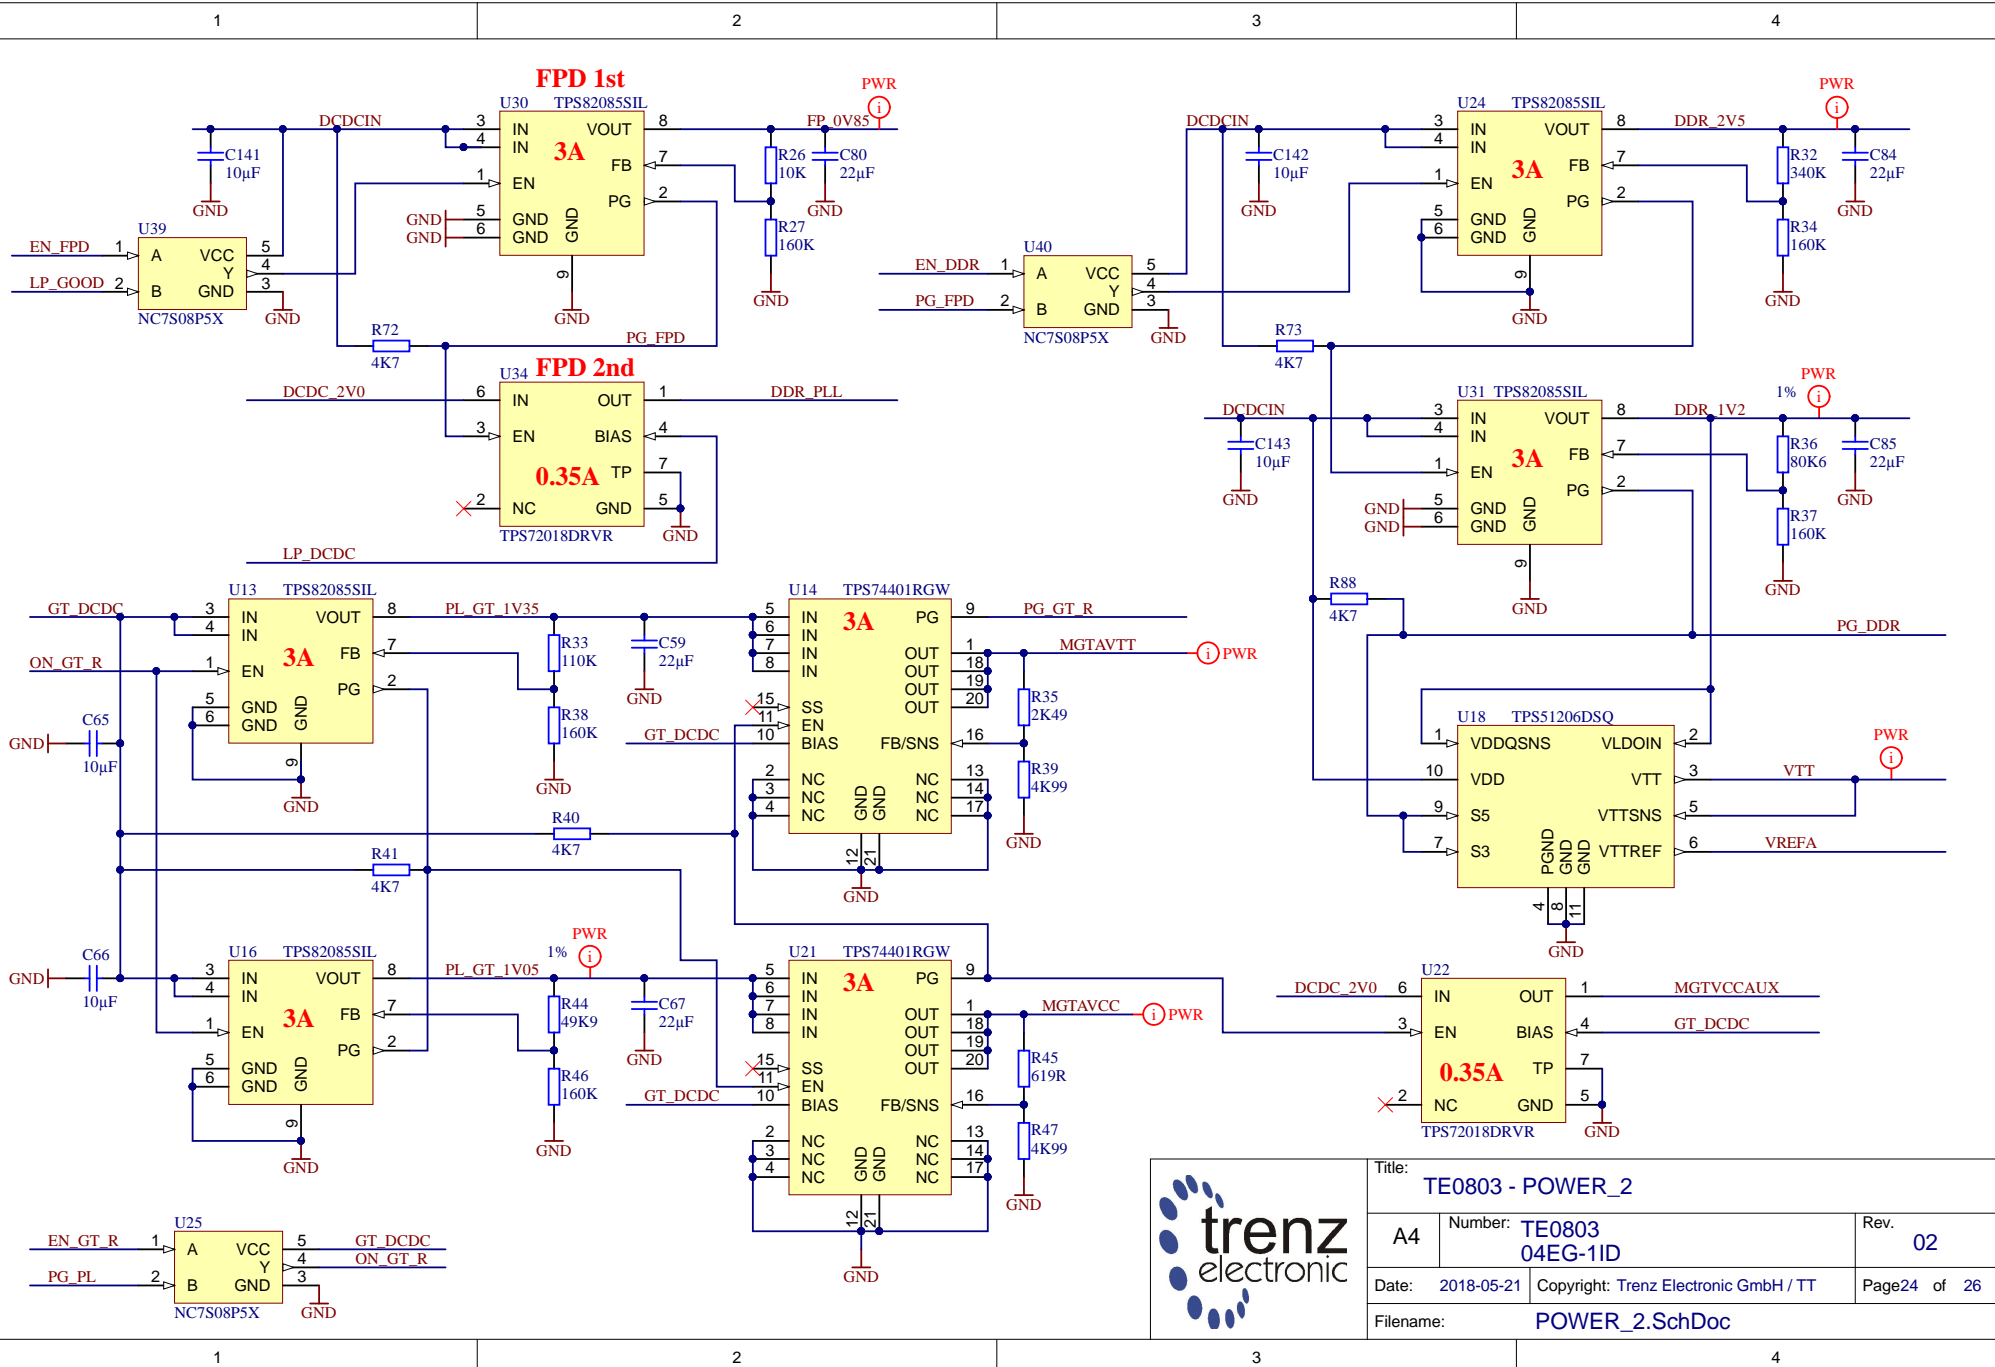 1 2 3 4
FPD 1st
U30 TPS82085SIL
DCDCIN
3 IN VOUT 8
4 IN
3A
FB 7
1 EN
PG 2
5 GND
6 GND
GND
9
GND
GND
GND
FP_0V85
PWR
i
C141
10µF
GND
R26
10K
C80
22µF
GND
R27
160K
GND
U39
EN_FPD 1 A VCC 5
Y 4
LP_GOOD 2 B GND 3
NC7S08P5X
GND
R72
4K7
PG_FPD
FPD 2nd
U34
DCDC_2V0 6 IN OUT 1 DDR_PLL
3 EN BIAS 4
0.35A TP 7
2 NC GND 5
TPS72018DRVR
GND
LP_DCDC
U40
EN_DDR 1 A VCC 5
Y 4
PG_FPD 2 B GND 3
NC7S08P5X
GND
U24 TPS82085SIL
DCDCIN
3 IN VOUT 8 DDR_2V5
4 IN
3A
FB 7
1 EN
PG 2
5 GND
6 GND
GND
9
GND
PWR
i
C142
10µF
GND
R32
340K
C84
22µF
GND
R34
160K
GND
R73
4K7
U31 TPS82085SIL
DCDCIN
3 IN VOUT 8 DDR_1V2
4 IN
3A
FB 7
1 EN
PG 2
GND 5 GND
GND 6 GND
GND
9
GND
1%
PWR
i
C143
10µF
GND
R36
80K6
C85
22µF
GND
R37
160K
GND
R88
4K7
PG_DDR
U18 TPS51206DSQ
1 VDDQSNS VLDOIN 2
10 VDD VTT 3 VTT
9 S5 VTTSNS 5
7 S3 VTTREF 6 VREFA
PGND GND GND
4 8 11
GND
PWR
i
U13 TPS82085SIL
GT_DCDC 3 IN VOUT 8 PL_GT_1V35
4 IN
3A
FB 7
ON_GT_R 1 EN
PG 2
5 GND
6 GND
GND
9
GND
GND
C65
10µF
R33
110K
C59
22µF
GND
R38
160K
GND
R40
4K7
R41
4K7
U14 TPS74401RGW
5 IN PG 9 PG_GT_R
3A
6 IN
7 IN OUT 1 MGTAVTT
8 IN OUT 18
OUT 19
15 SS OUT 20
11 EN
GT_DCDC 10 BIAS FB/SNS 16
2 NC NC 13
3 NC NC 14
4 NC NC 17
GND GND
12 21
GND
i PWR
R35
2K49
R39
4K99
GND
U16 TPS82085SIL
3 IN VOUT 8 PL_GT_1V05
4 IN
3A
FB 7
1 EN
PG 2
5 GND
6 GND
GND
9
GND
GND
C66
10µF
1%
PWR
i
R44
49K9
C67
22µF
GND
R46
160K
GND
U21 TPS74401RGW
5 IN PG 9
3A
6 IN
7 IN OUT 1 MGTAVCC
8 IN OUT 18
OUT 19
15 SS OUT 20
11 EN
GT_DCDC 10 BIAS FB/SNS 16
2 NC NC 13
3 NC NC 14
4 NC NC 17
GND GND
12 21
GND
i PWR
R45
619R
R47
4K99
GND
U22
DCDC_2V0 6 IN OUT 1 MGTVCCAUX
3 EN BIAS 4 GT_DCDC
TP 7
0.35A
2 NC GND 5
TPS72018DRVR
GND
U25
EN_GT_R 1 A VCC 5 GT_DCDC
Y 4 ON_GT_R
PG_PL 2 B GND 3
NC7S08P5X
GND
trenz
electronic
Title:
TE0803 - POWER_2
A4
Number: TE0803
04EG-1ID
Rev.
02
Date: 2018-05-21 Copyright: Trenz Electronic GmbH / TT Page24 of 26
Filename: POWER_2.SchDoc
1 2 3 4